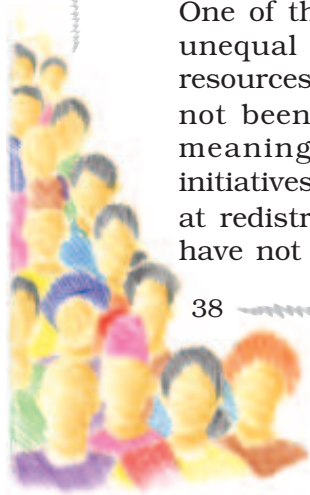 One of th
unequal
resources
not been
meaning
initiatives
at redistr
have not
38